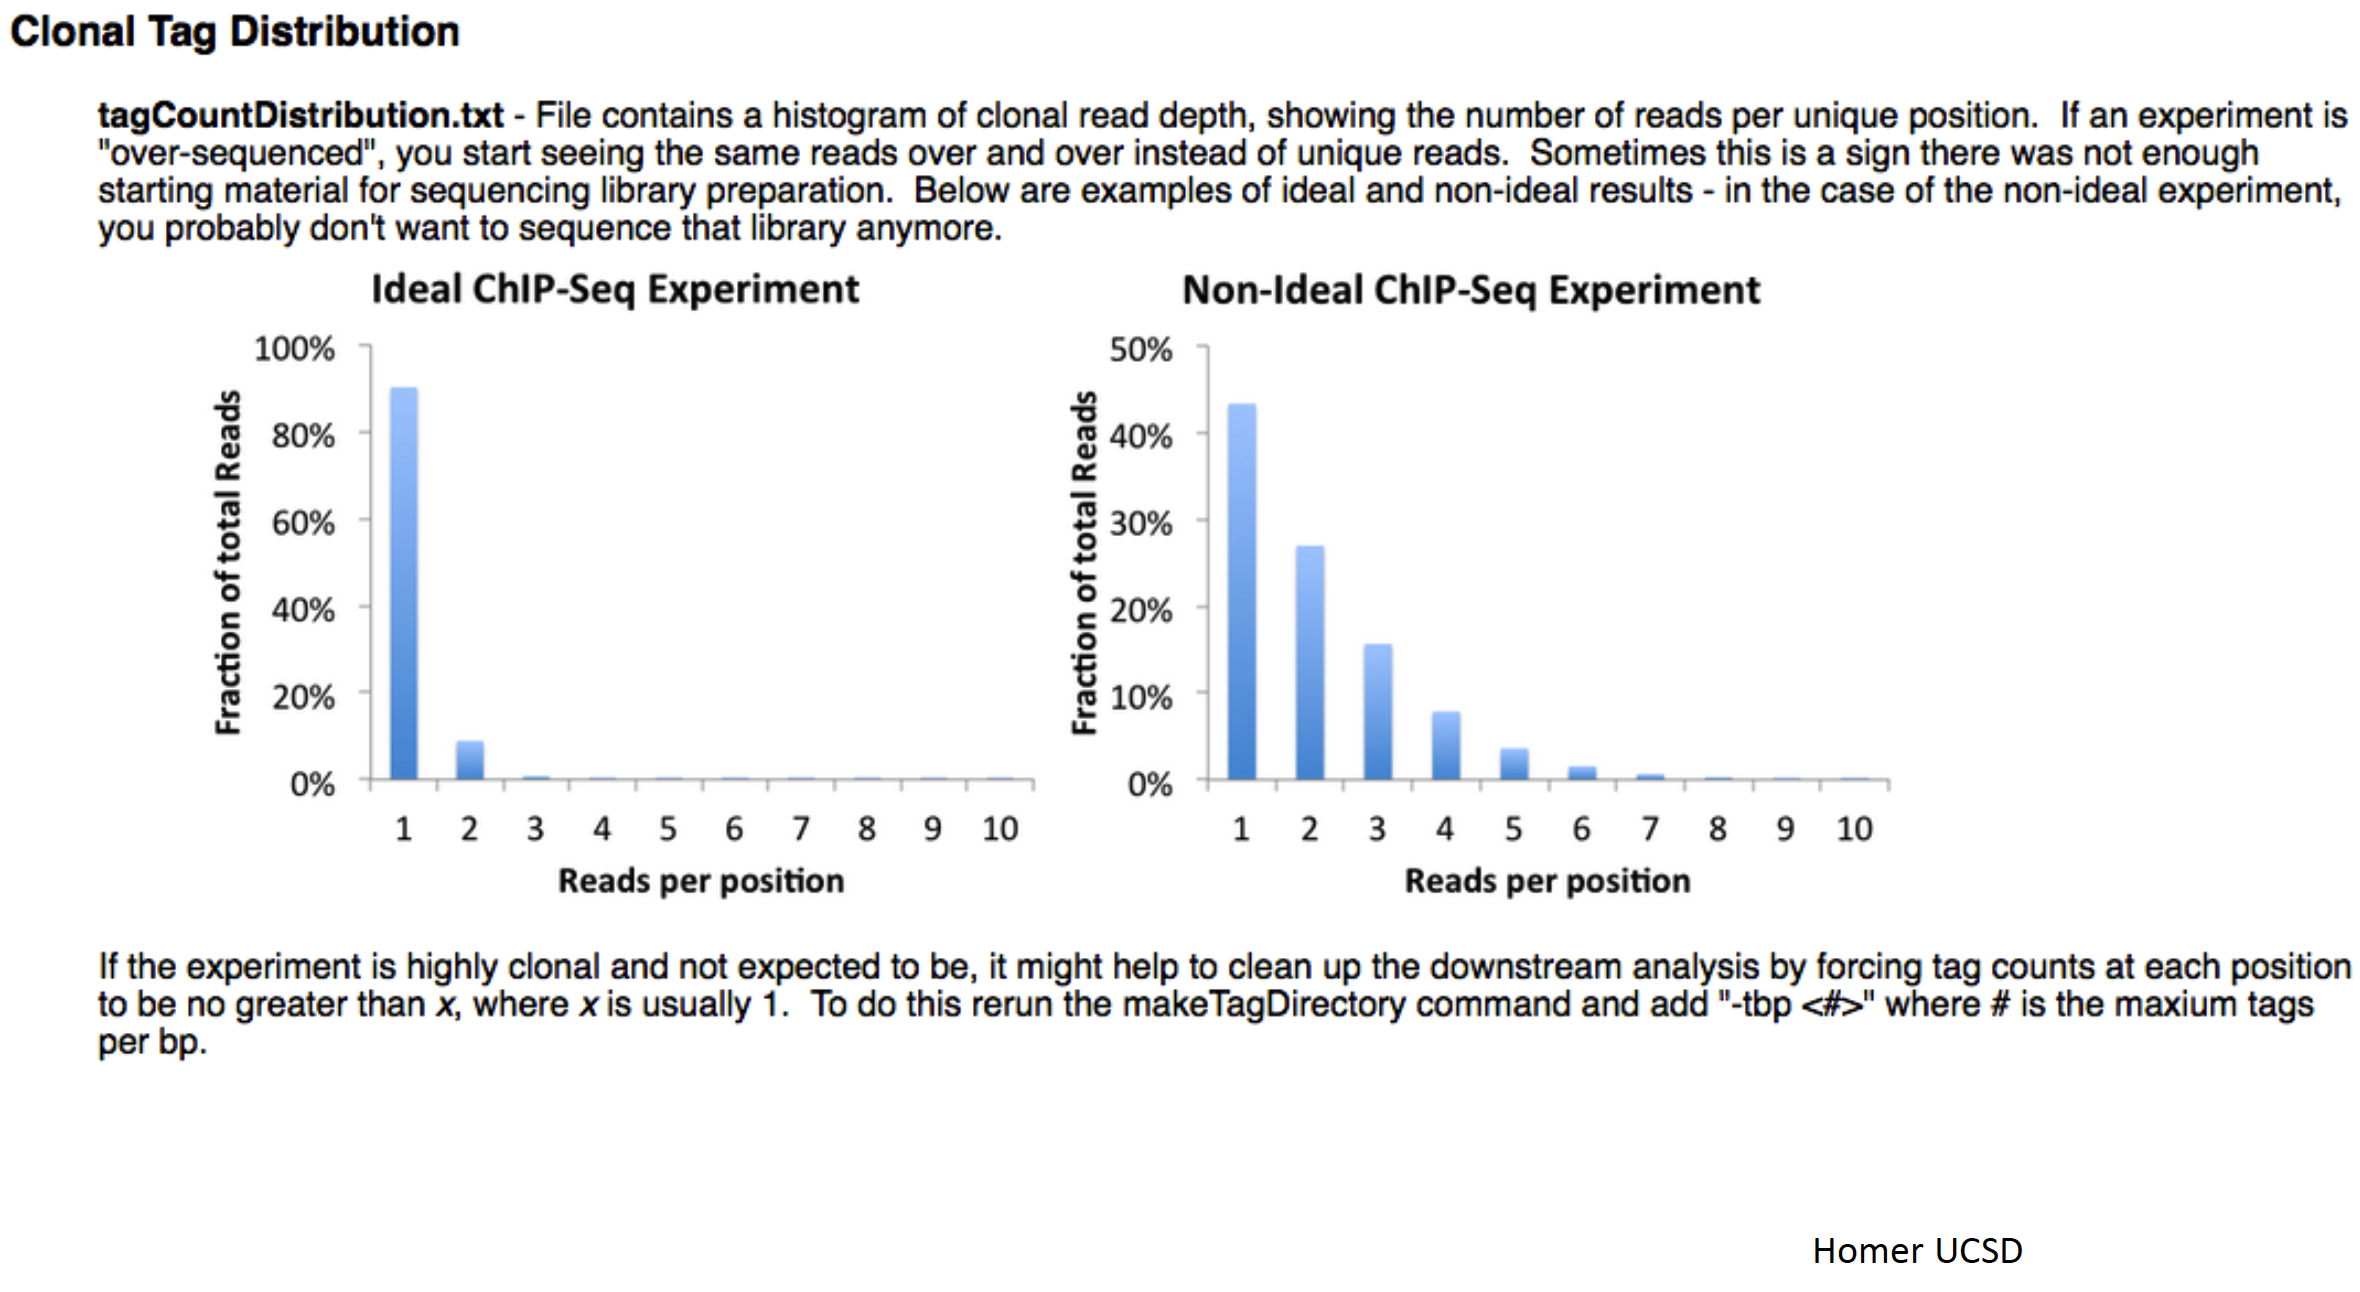 Clonal Tag Distribution
tagCountDistribution.txt - File contains a histogram of clonal read depth, showing the number of reads per unique position.  If an experiment is
"over-sequenced", you start seeing the same reads over and over instead of unique reads.  Sometimes this is a sign there was not enough
starting material for sequencing library preparation.  Below are examples of ideal and non-ideal results - in the case of the non-ideal experiment,
you probably don't want to sequence that library anymore.
Ideal ChIP-Seq Experiment
100%
80%
60%
40%
20%
0%
Fraction of total Reads
1 2 3 4 5 6 7 8 9 10
Reads per position
Non-Ideal ChIP-Seq Experiment
50%
40%
30%
20%
10%
0%
Fraction of total Reads
1 2 3 4 5 6 7 8 9 10
Reads per position
If the experiment is highly clonal and not expected to be, it might help to clean up the downstream analysis by forcing tag counts at each position
to be no greater than x, where x is usually 1.  To do this rerun the makeTagDirectory command and add "-tbp <#>" where # is the maxium tags
per bp.
Homer UCSD